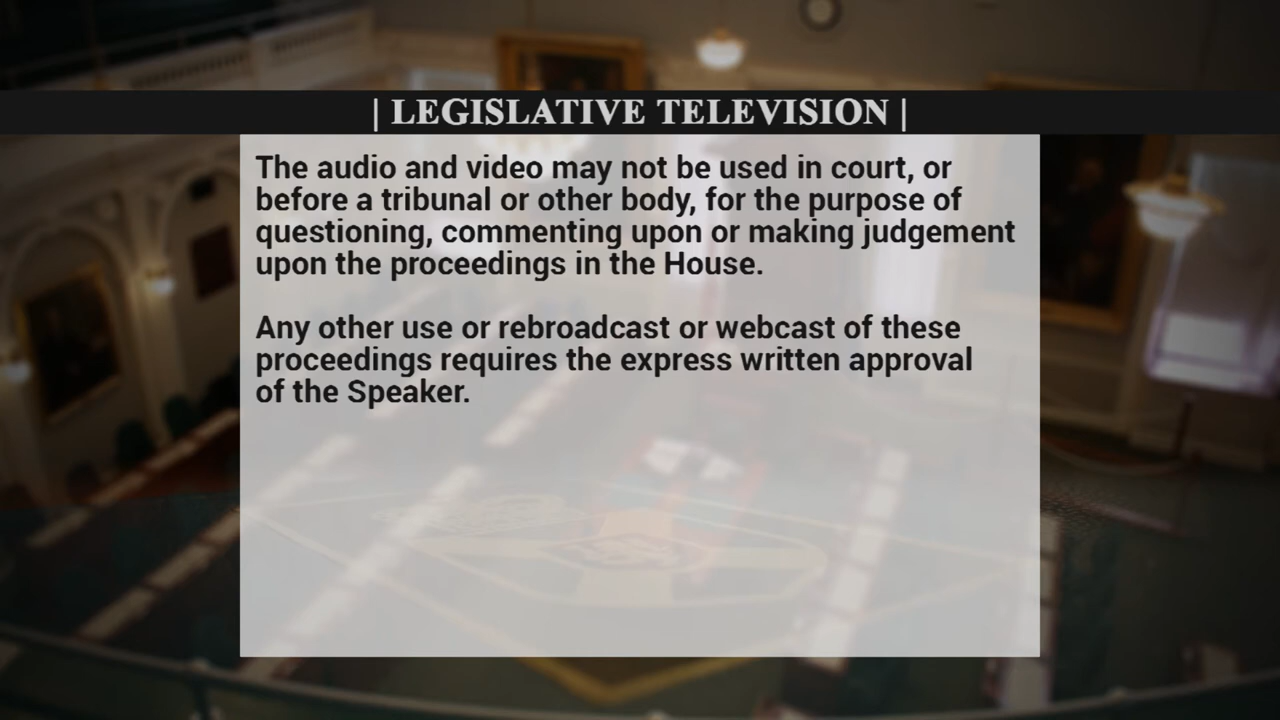 | LEGISLATIVE TELEVISION |
The audio and video may not be used in court, or
before a tribunal or other body, for the purpose of
questioning, commenting upon or making judgement
upon the proceedings in the House.
Any other use or rebroadcast or webcast of these
proceedings requires the express written approval
of the Speaker.